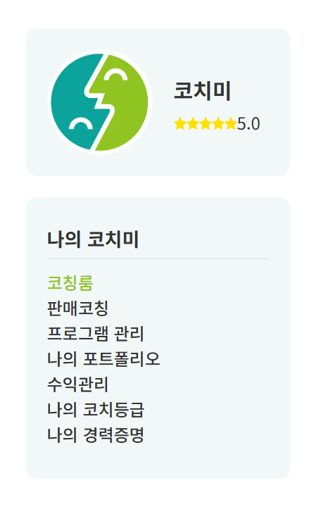 코치미
★★★★★5.0
나의 코치미
코칭룸
판매코칭
프로그램 관리
나의 포트폴리오
수익관리
나의 코치등급
나의 경력증명